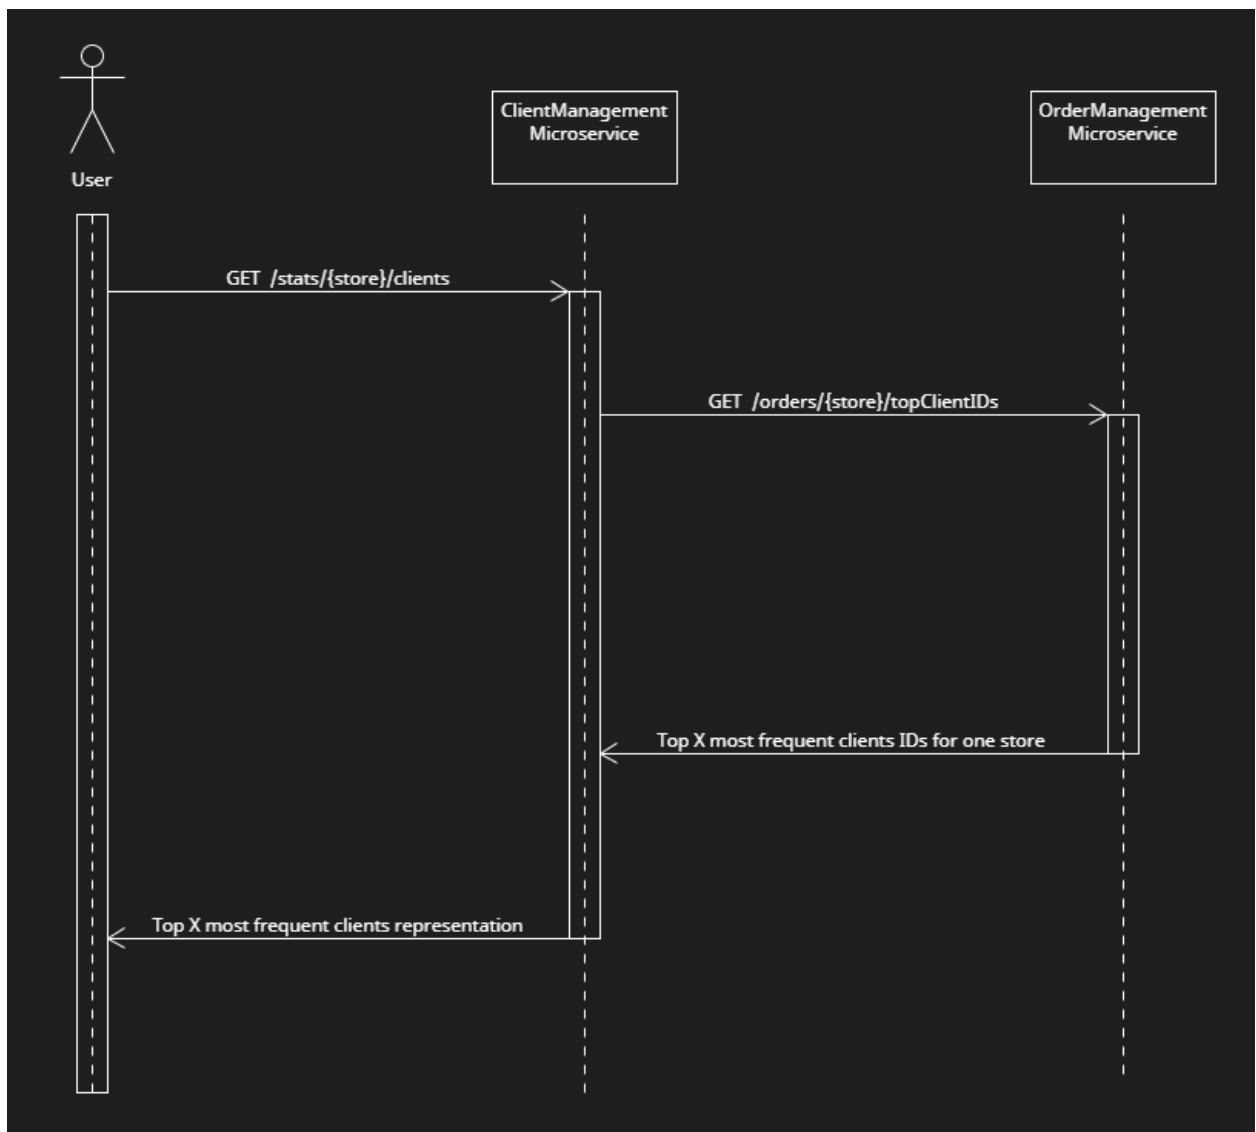 ClientManagement
Microservice
OrderManagement
Microservice
User
GET /stats/{store}/clients
GET /orders/{store}/topClientIDs
Top X most frequent clients IDs for one store
Top X most frequent clients representation